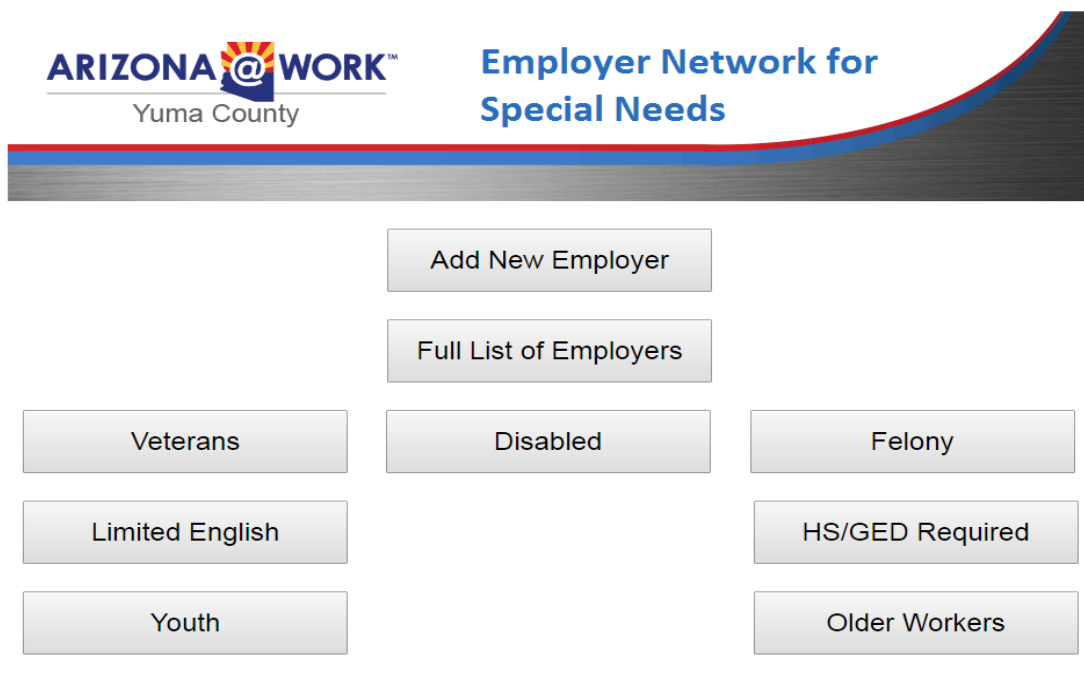 ARIZONA @ WORK™
Yuma County
Employer Network for
Special Needs
Add New Employer
Full List of Employers
Veterans
Disabled
Felony
Limited English
HS/GED Required
Youth
Older Workers